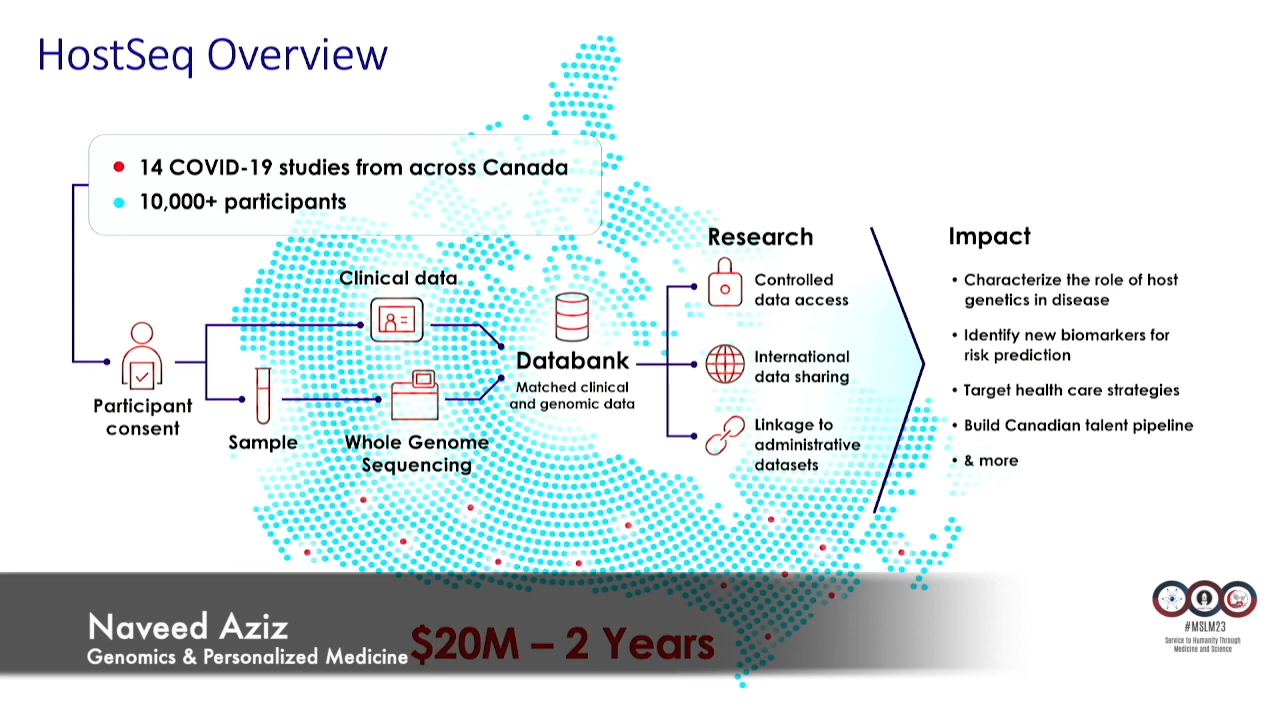 HostSeq Overview
• 14 COVID-19 studies from across Canada
• 10,000+ participants
Participant
consent
Clinical data
Sample
Whole Genome
Sequencing
Databank
Matched clinical
and genomic data
Research
Controlled
data access
International
data sharing
Linkage to
administrative
datasets
Impact
• Characterize the role of host
genetics in disease
• Identify new biomarkers for
risk prediction
• Target health care strategies
• Build Canadian talent pipeline
• & more
$20M – 2 Years
Naveed Aziz
Genomics & Personalized Medicine
#MSLM23
Service to Humanity Through
Medicine and Science